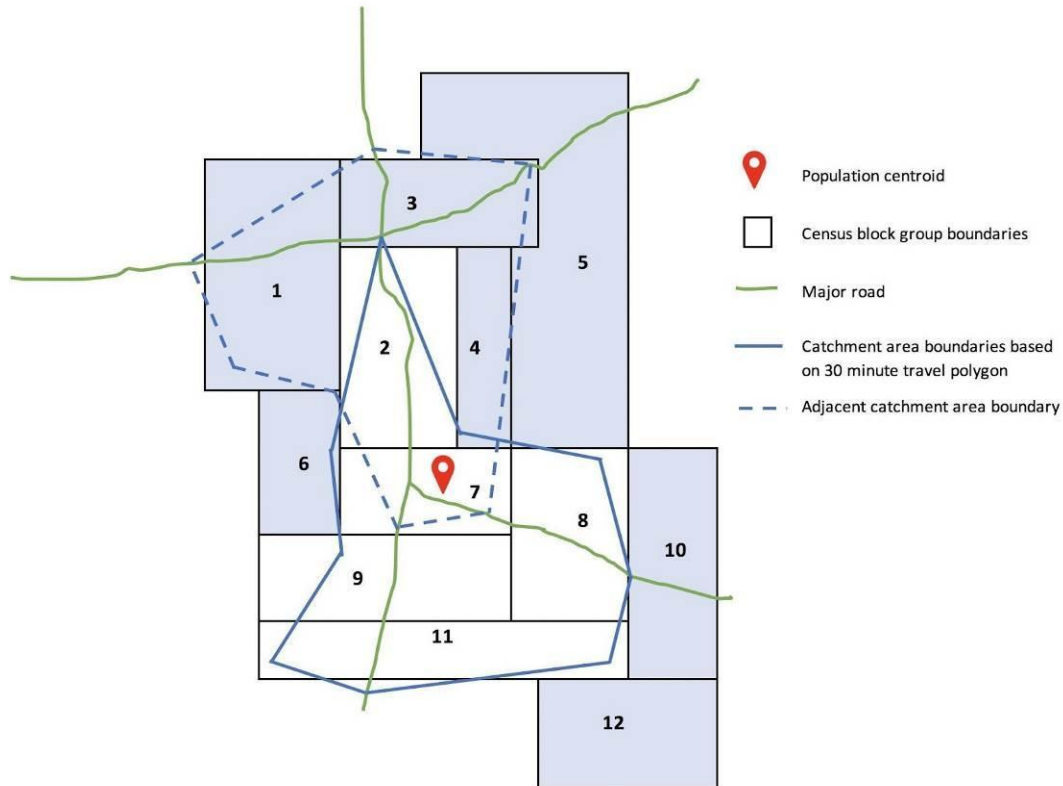 3
5
1
2
4
6
7
8
10
9
11
12
Population centroid
Census block group boundaries
Major road
Catchment area boundaries based
on 30 minute travel polygon
Adjacent catchment area boundary